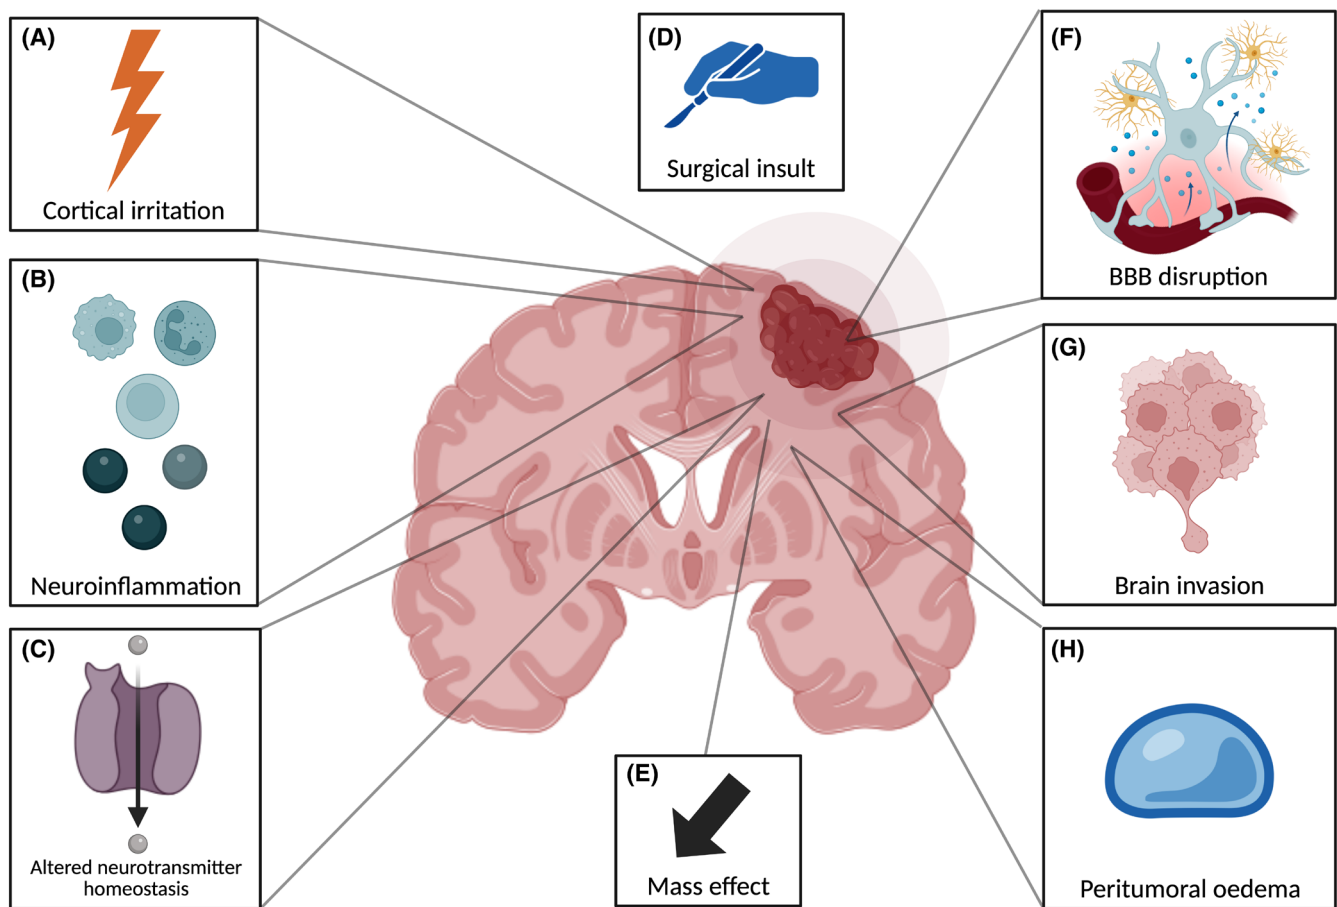 (A)
Cortical irritation
(B)
Neuroinflammation
(C)
Altered neurotransmitter
homeostasis
(D)
Surgical insult
(E)
Mass effect
(F)
BBB disruption
(G)
Brain invasion
(H)
Peritumoral oedema